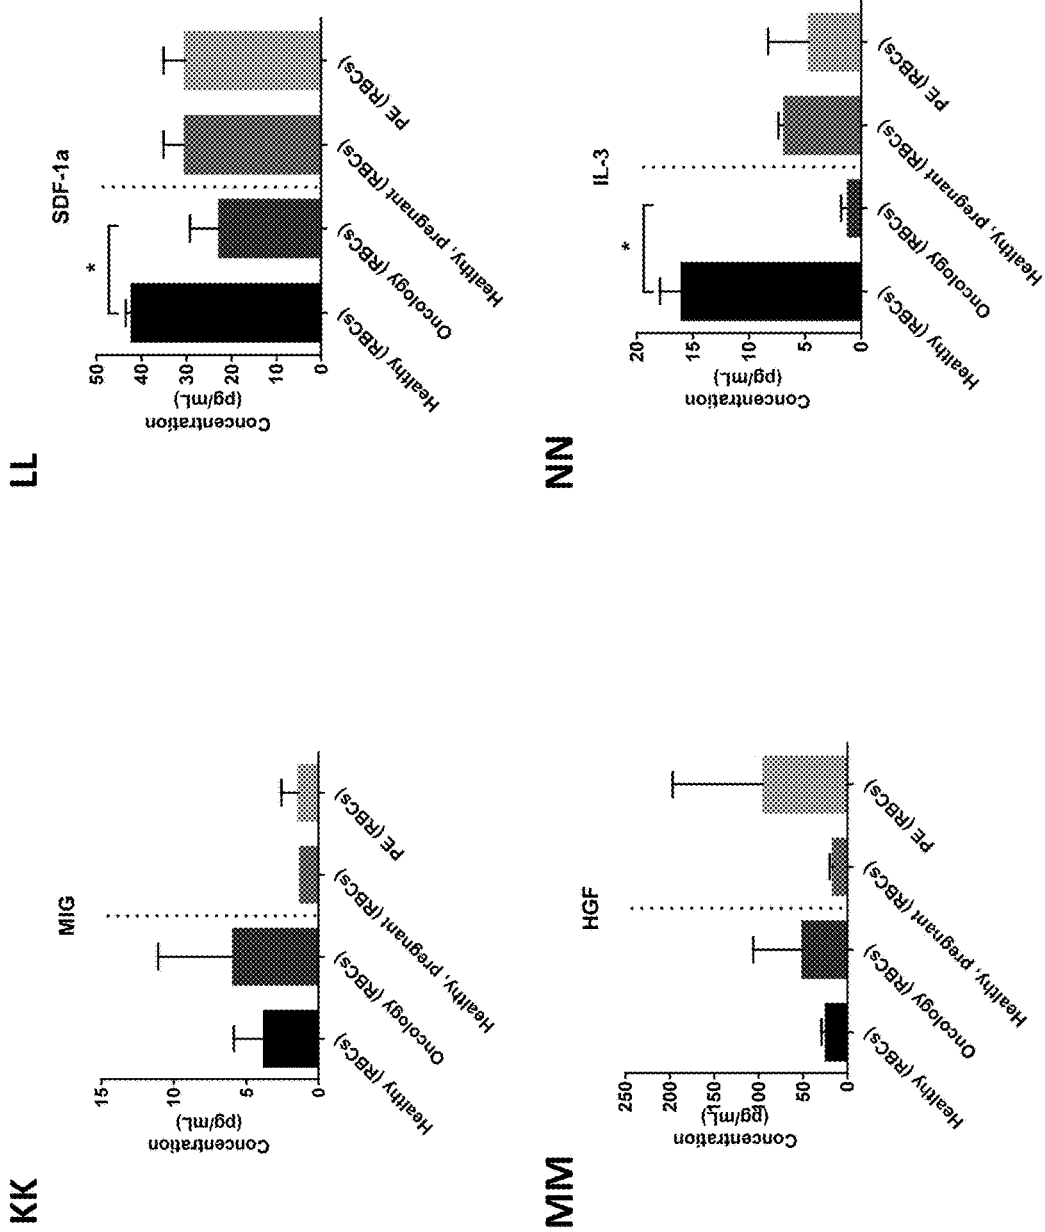 KK
MIG
Concentration
(pg/mL)
15
10
5
0
Healthy (RBCs)
Oncology (RBCs)
Healthy, pregnant (RBCs)
PE (RBCs)
LL
SDF-1a
*
Concentration
(pg/mL)
50
40
30
20
10
0
Healthy (RBCs)
Oncology (RBCs)
Healthy, pregnant (RBCs)
PE (RBCs)
MM
HGF
Concentration
(pg/mL)
250
200
150
100
50
0
Healthy (RBCs)
Oncology (RBCs)
Healthy, pregnant (RBCs)
PE (RBCs)
NN
IL-3
*
Concentration
(pg/mL)
20
15
10
5
0
Healthy (RBCs)
Oncology (RBCs)
Healthy, pregnant (RBCs)
PE (RBCs)